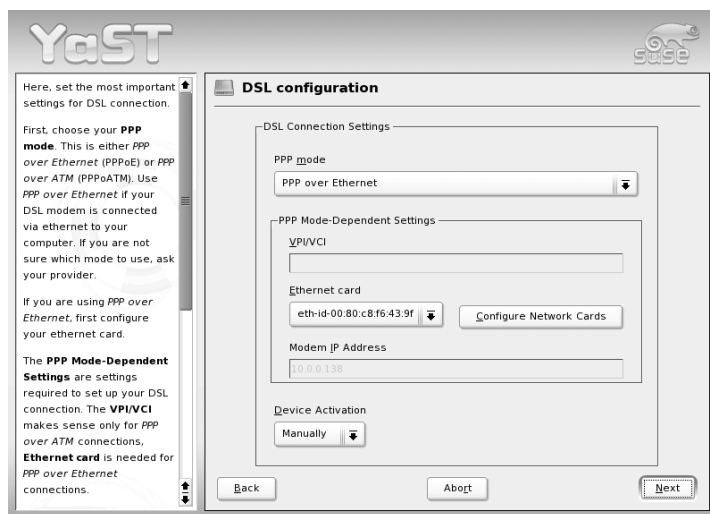 YaST
suse
Here, set the most important
settings for DSL connection.
First, choose your PPP
mode. This is either PPP
over Ethernet (PPPoE) or PPP
over ATM (PPPoATM). Use
PPP over Ethernet if your
DSL modem is connected
via ethernet to your
computer. If you are not
sure which mode to use, ask
your provider.
If you are using PPP over
Ethernet, first configure
your ethernet card.
The PPP Mode-Dependent
Settings are settings
required to set up your DSL
connection. The VPI/VCI
makes sense only for PPP
over ATM connections,
Ethernet card is needed for
PPP over Ethernet
connections.
DSL configuration
DSL Connection Settings
PPP mode
PPP over Ethernet
PPP Mode-Dependent Settings
VPI/VCI
Ethernet card
eth-id-00:80:c8:f6:43:9f
Configure Network Cards
Modem IP Address
10.0.0.138
Device Activation
Manually
Back
Abort
Next